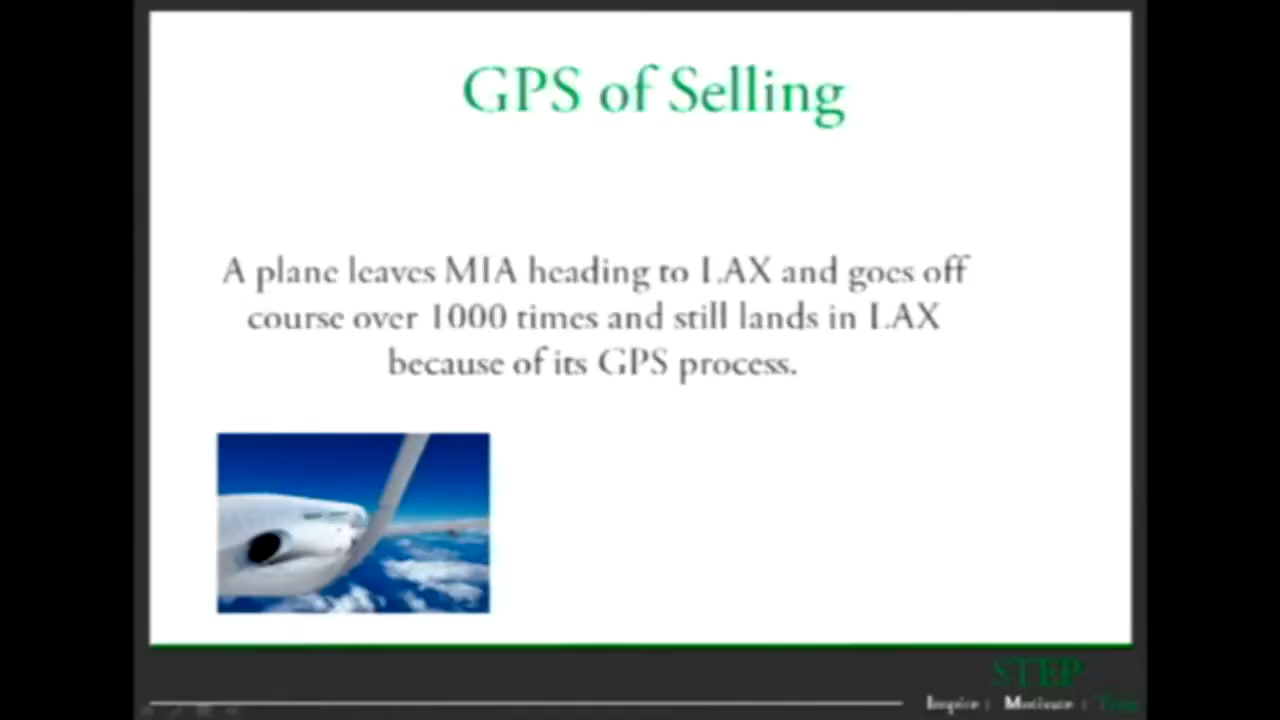 GPS of Selling
A plane leaves MIA heading to LAX and goes off
course over 1000 times and still lands in LAX
because of its GPS process.
STEP
Inspire | Motivate |